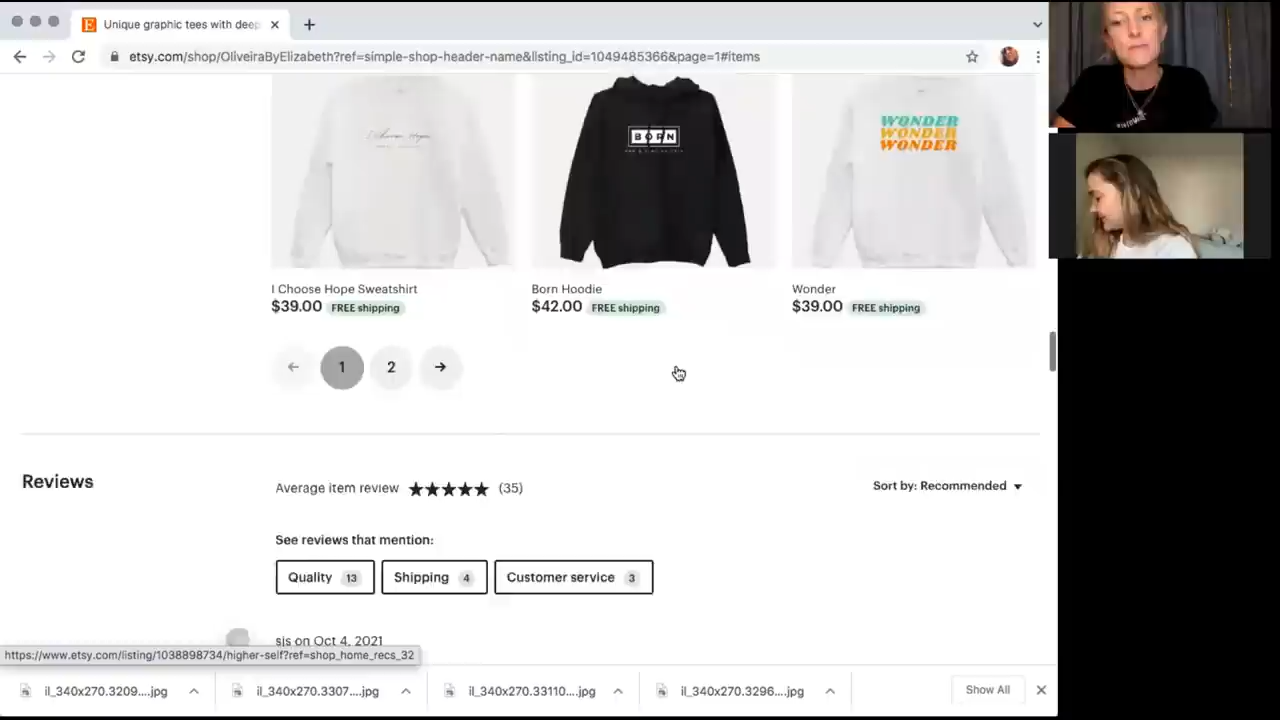 Unique graphic tees with deep
etsy.com/shop/OliveiraByElizabeth?ref=simple-shop-header-name&listing_id=1049485366&page=1#items
I Choose Hope
BORN
WONDER
WONDER
WONDER
I Choose Hope Sweatshirt
Born Hoodie
Wonder
$39.00 FREE shipping
$42.00 FREE shipping
$39.00 FREE shipping
1 2
Reviews
Average item review (35)
Sort by: Recommended
See reviews that mention:
Quality 13
Shipping 4
Customer service 3
sjs on Oct 4, 2021
https://www.etsy.com/listing/1038898734/higher-self?ref=shop_home_recs_32
il_340x270.3209....jpg
il_340x270.3307....jpg
il_340x270.33110....jpg
il_340x270.3296....jpg
Show All